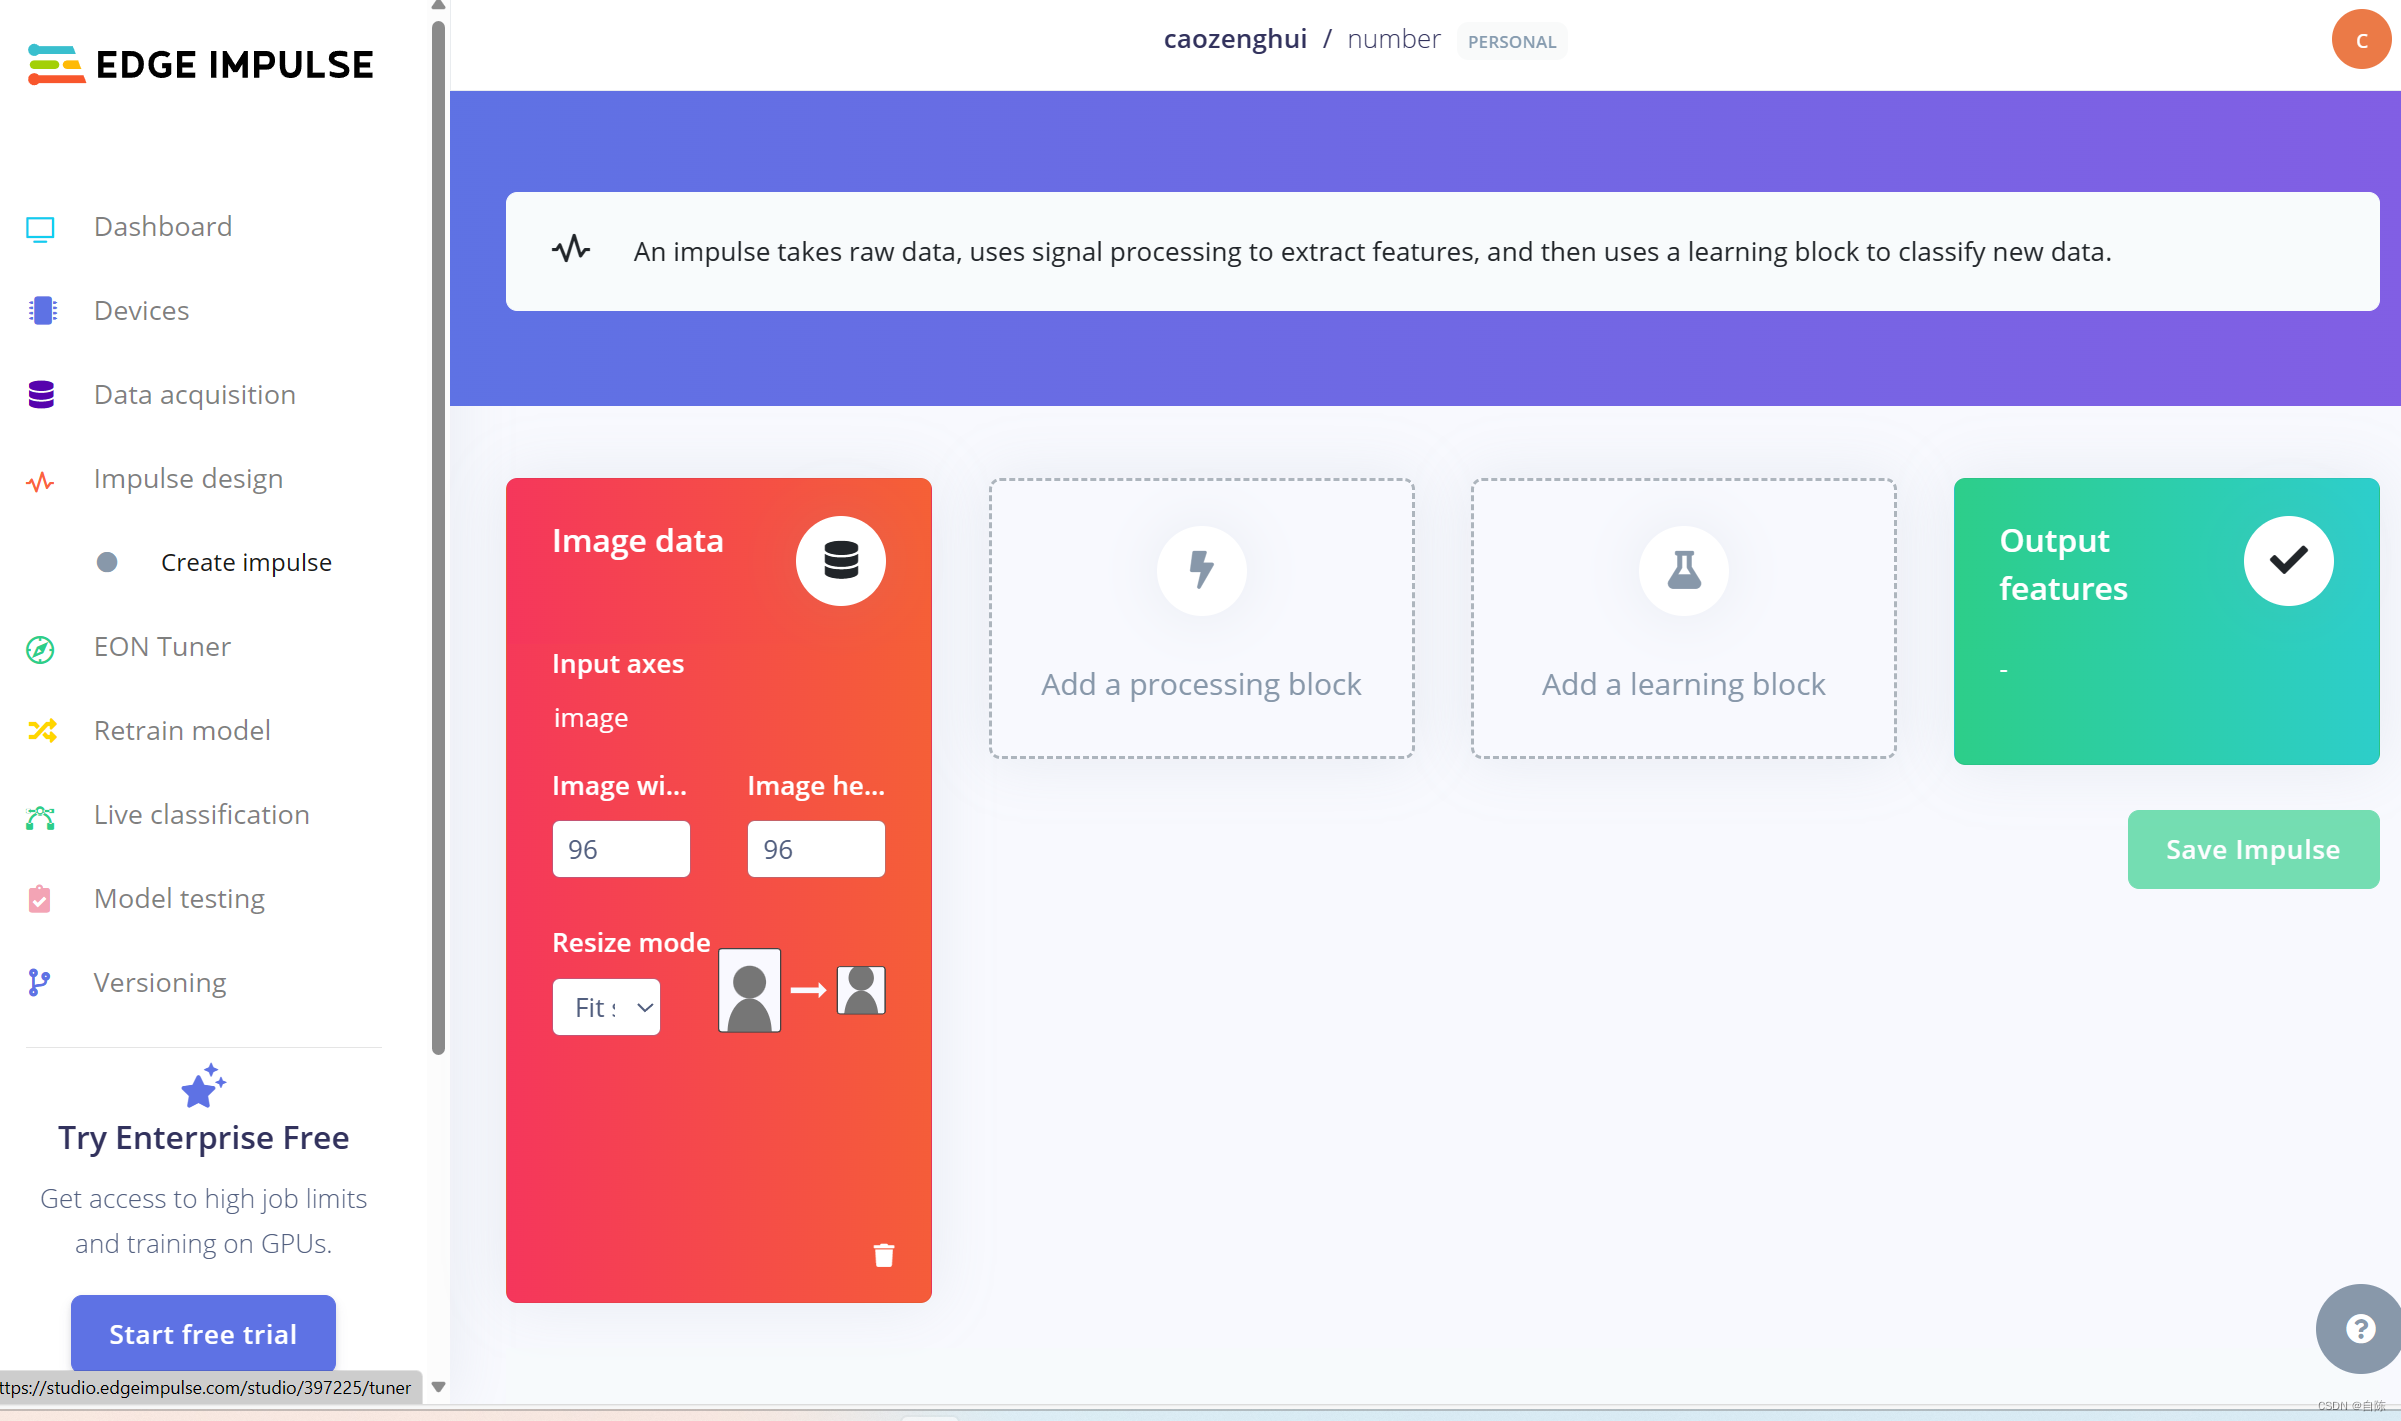 EDGE IMPULSE
caozenghui / number PERSONAL
C
Dashboard
Devices
Data acquisition
Impulse design
Create impulse
EON Tuner
Retrain model
Live classification
Model testing
Versioning
Try Enterprise Free
Get access to high job limits
and training on GPUs.
Start free trial
ttps://studio.edgeimpulse.com/studio/397225/tuner
An impulse takes raw data, uses signal processing to extract features, and then uses a learning block to classify new data.
Image data
Input axes
image
Image wi... Image he...
96 96
Resize mode
Fit s
Add a processing block
Add a learning block
Output
features
-
Save Impulse
?
CSDN @自陈